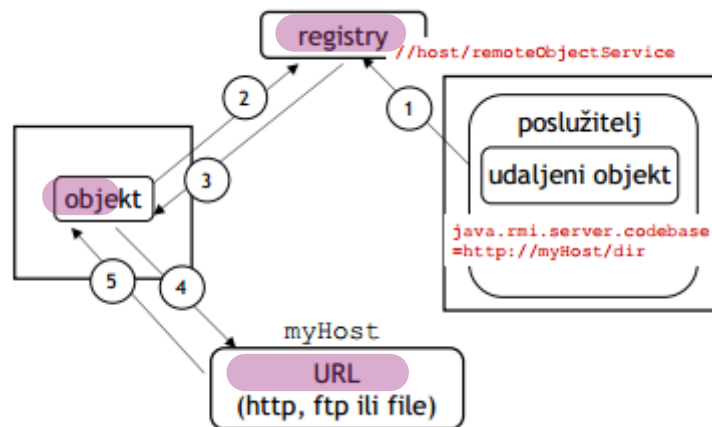 registry
//host/remoteObjectService
2
1
poslužitelj
3
udaljeni objekt
objekt
java.rmi.server.codebase
=http://myHost/dir
5
4
myHost
URL
(http, ftp ili file)